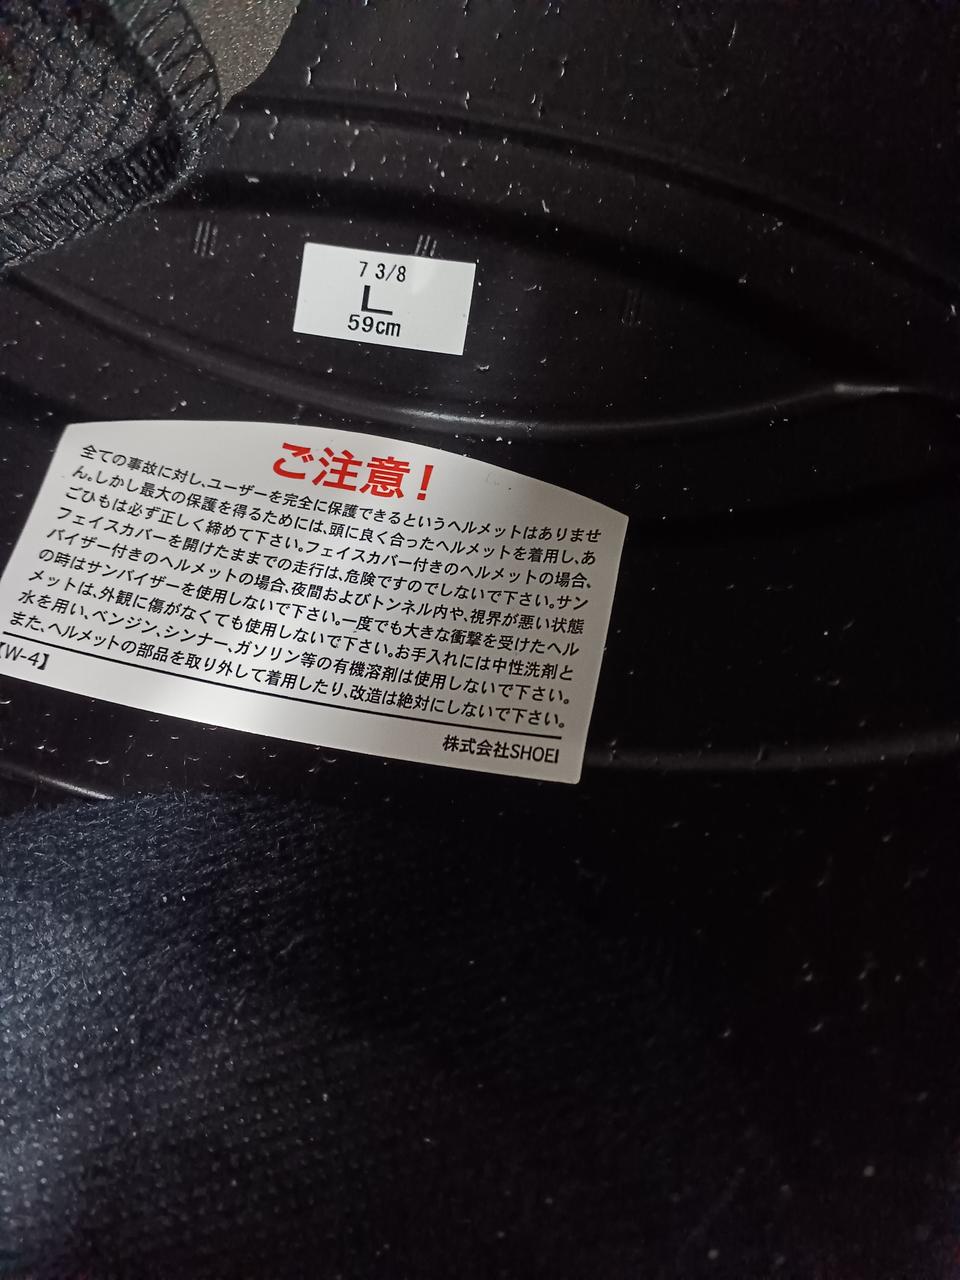 7 3/8
L
59cm
ご注意！
全ての事故に対し、ユーザーを完全に保護できるというヘルメットはありませ
ん。しかし最大の保護を得るためには、頭に良く合ったヘルメットを着用し、あ
ごひもは必ず正しく締めて下さい。フェイスカバー付きのヘルメットの場合、
フェイスカバーを開けたままでの走行は、危険ですのでしないで下さい。サン
バイザー付きのヘルメットの場合、夜間およびトンネル内や、視界が悪い状態
の時はサンバイザーを使用しないで下さい。一度でも大きな衝撃を受けたヘル
メットは、外観に傷がなくても使用しないで下さい。お手入れには中性洗剤と
水を用い、ベンジン、シンナー、ガソリン等の有機溶剤は使用しないで下さい。
また、ヘルメットの部品を取り外して着用したり、改造は絶対にしないで下さい。
【W-4】
株式会社SHOEI